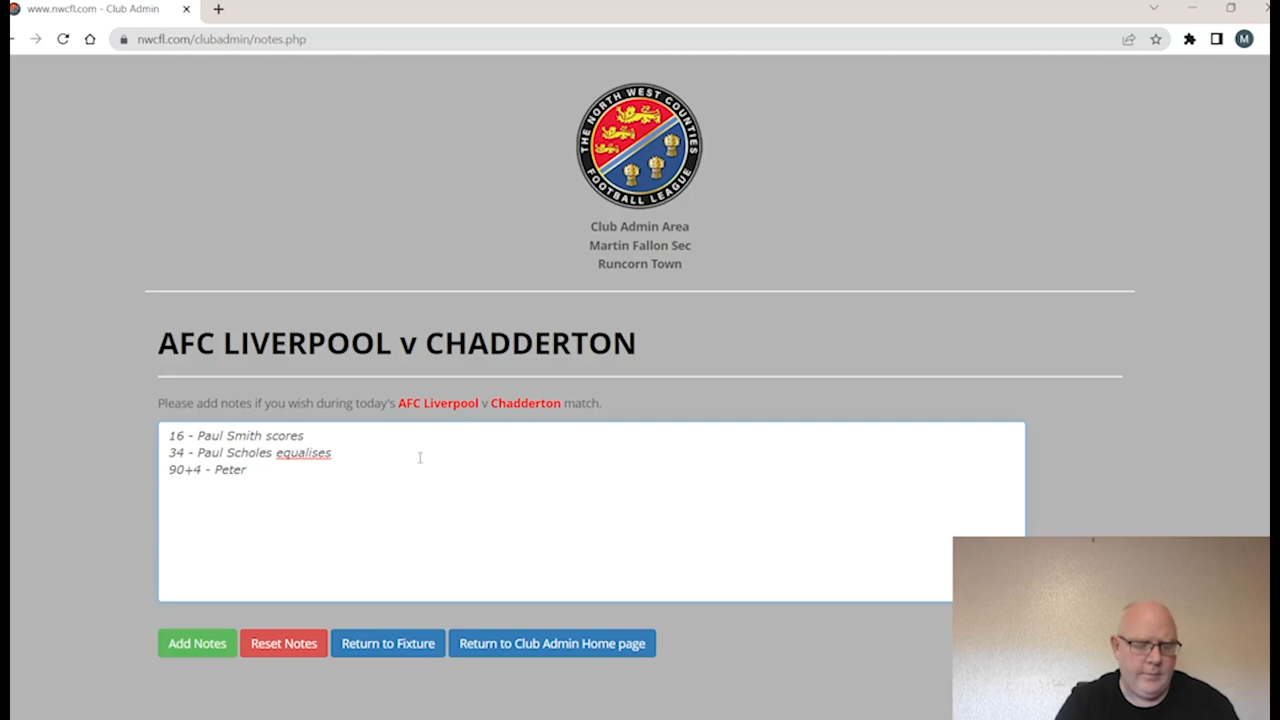 www.nwcfl.com - Club Admin
nwcfl.com/clubadmin/notes.php
M
THE NORTH WEST COUNTIES
FOOTBALL LEAGUE
Club Admin Area
Martin Fallon Sec
Runcorn Town
AFC LIVERPOOL v CHADDERTON
Please add notes if you wish during today's AFC Liverpool v Chadderton match.
16 - Paul Smith scores
34 - Paul Scholes equalises
90+4 - Peter
Add Notes
Reset Notes
Return to Fixture
Return to Club Admin Home page